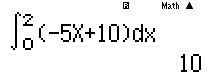 R Math ▲
∫₀²(-5X+10)dx
10